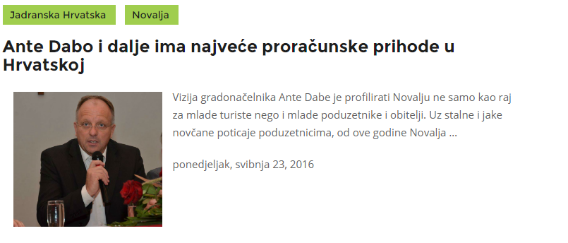 Jadranska Hrvatska Novalja
Ante Dabo i dalje ima najveće proračunske prihode u
Hrvatskoj
Vizija gradonačelnika Ante Dabe je profilirati Novalju ne samo kao raj
za mlade turiste nego i mlade poduzetnike i obitelji. Uz stalne i jake
novčane poticaje poduzetnicima, od ove godine Novalja ...
ponedjeljak, svibnja 23, 2016